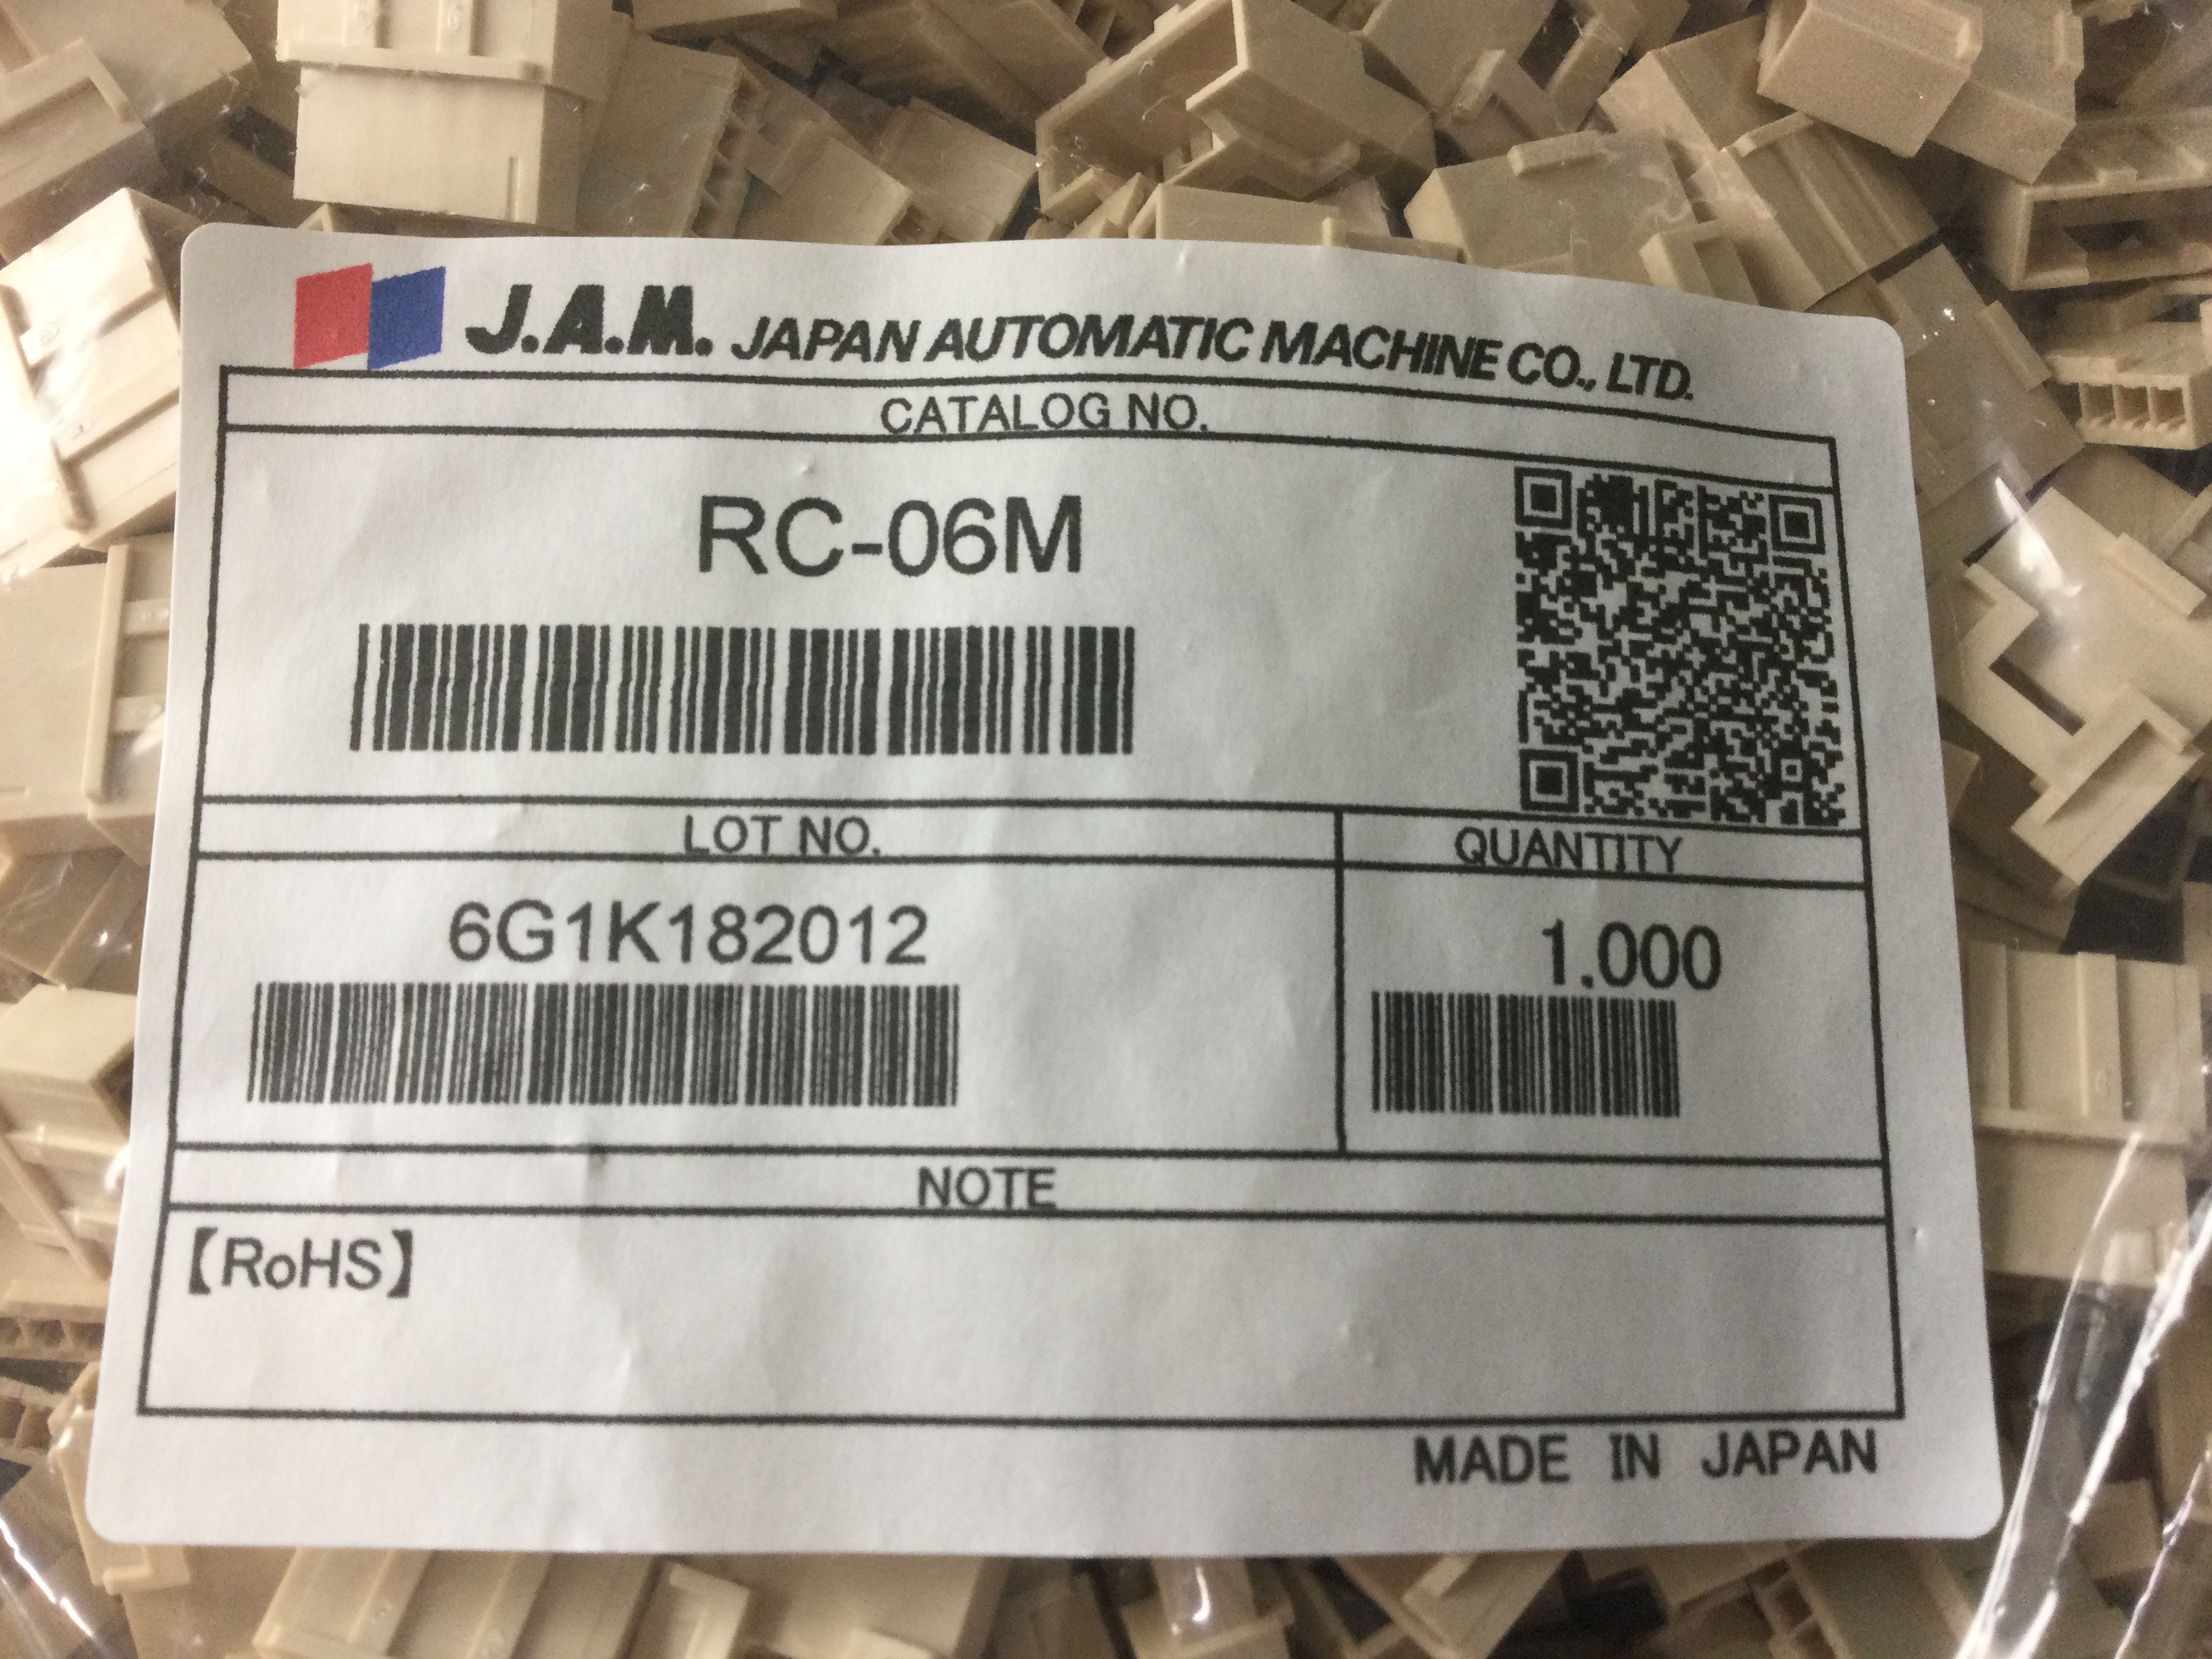 J.A.M. JAPAN AUTOMATIC MACHINE CO., LTD.
CATALOG NO.
RC-06M
LOT NO.
QUANTITY
6G1K182012
1.000
NOTE
【RoHS】
MADE IN JAPAN